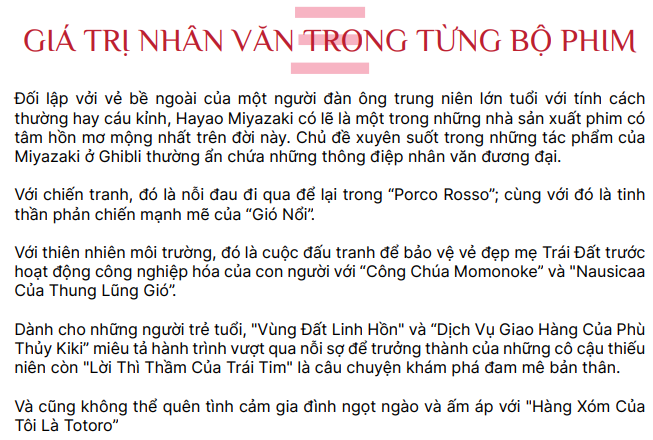 GIÁ TRỊ NHÂN VĂN TRONG TỪNG BỘ PHIM
Đối lập vởi vẻ bề ngoài của một người đàn ông trung niên lớn tuổi với tính cách
thường hay cáu kỉnh, Hayao Miyazaki có lẽ là một trong những nhà sản xuất phim có
tâm hồn mơ mộng nhất trên đời này. Chủ đề xuyên suốt trong những tác phẩm của
Miyazaki ở Ghibli thường ẩn chứa những thông điệp nhân văn đương đại.
Với chiến tranh, đó là nỗi đau đi qua để lại trong “Porco Rosso”; cùng với đó là tinh
thần phản chiến mạnh mẽ của “Gió Nổi”.
Với thiên nhiên môi trường, đó là cuộc đấu tranh để bảo vệ vẻ đẹp mẹ Trái Đất trước
hoạt động công nghiệp hóa của con người với “Công Chúa Momonoke” và "Nausicaa
Của Thung Lũng Gió”.
Dành cho những người trẻ tuổi, "Vùng Đất Linh Hồn" và “Dịch Vụ Giao Hàng Của Phù
Thủy Kiki” miêu tả hành trình vượt qua nỗi sợ để trưởng thành của những cô cậu thiếu
niên còn "Lời Thì Thầm Của Trái Tim" là câu chuyện khám phá đam mê bản thân.
Và cũng không thể quên tình cảm gia đình ngọt ngào và ấm áp với "Hàng Xóm Của
Tôi Là Totoro”